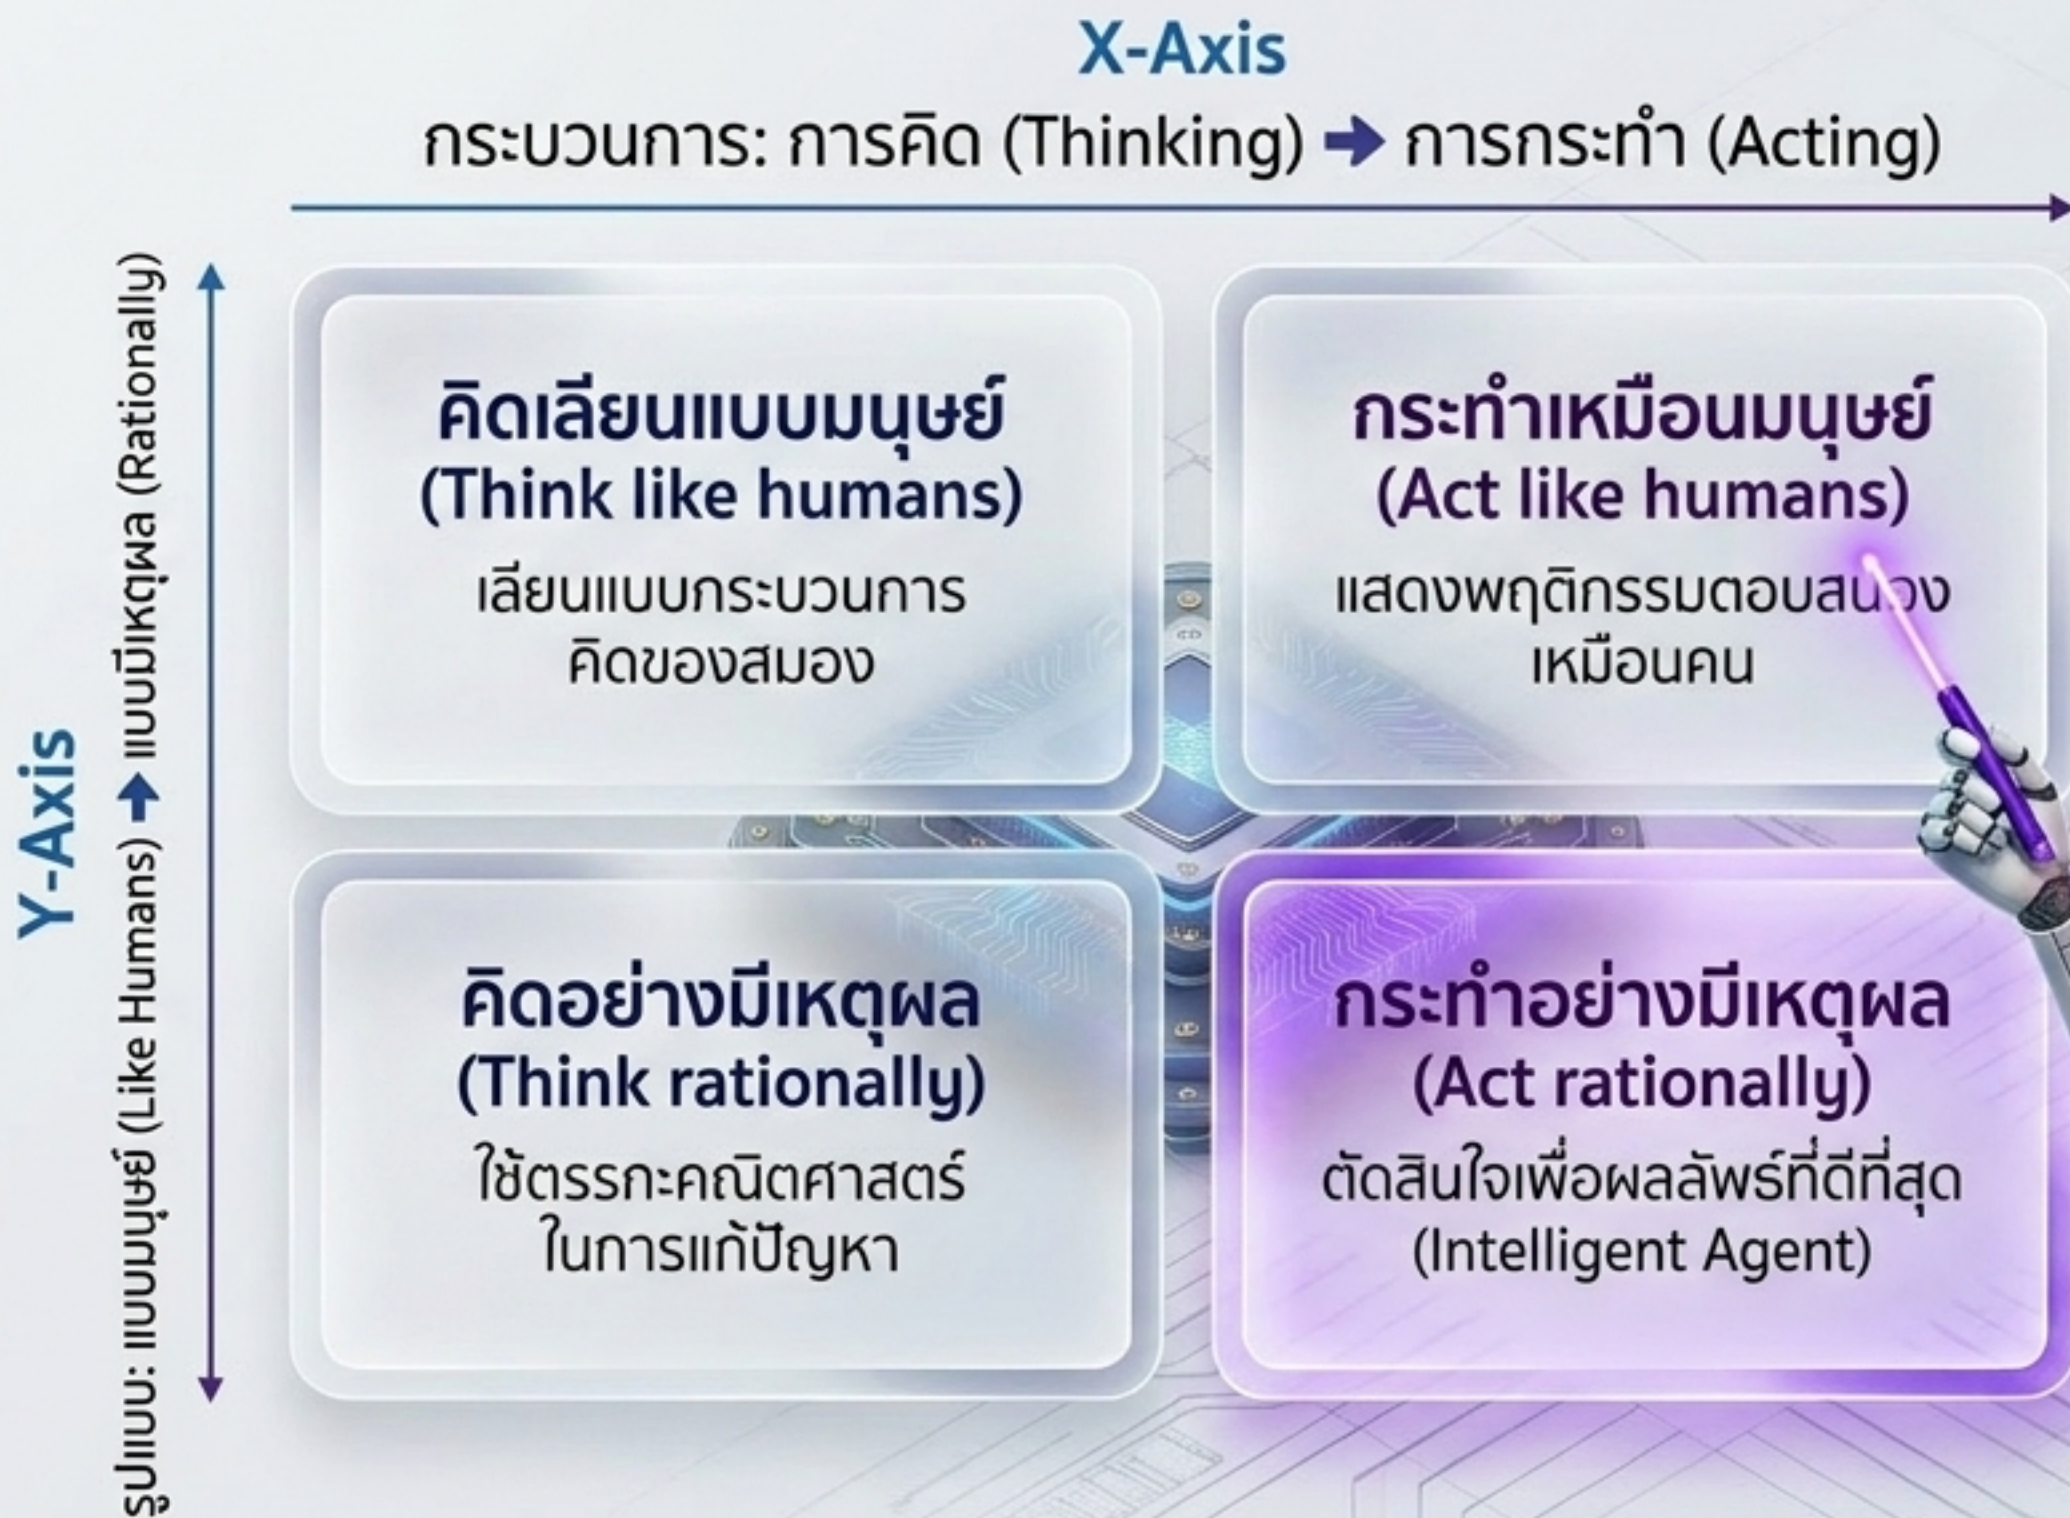 X-Axis
กระบวนการ: การคิด (Thinking) → การกระทำ (Acting)
Y-Axis
รูปแบบ: แบบมนุษย์ (Like Humans) → แบบมีเหตุผล (Rationally)
คิดเลียนแบบมนุษย์
(Think like humans)
เลียนแบบกระบวนการ
คิดของสมอง
กระทำเหมือนมนุษย์
(Act like humans)
แสดงพฤติกรรมตอบสนอง
เหมือนคน
คิดอย่างมีเหตุผล
(Think rationally)
ใช้ตรรกะคณิตศาสตร์
ในการแก้ปัญหา
กระทำอย่างมีเหตุผล
(Act rationally)
ตัดสินใจเพื่อผลลัพธ์ที่ดีที่สุด
(Intelligent Agent)